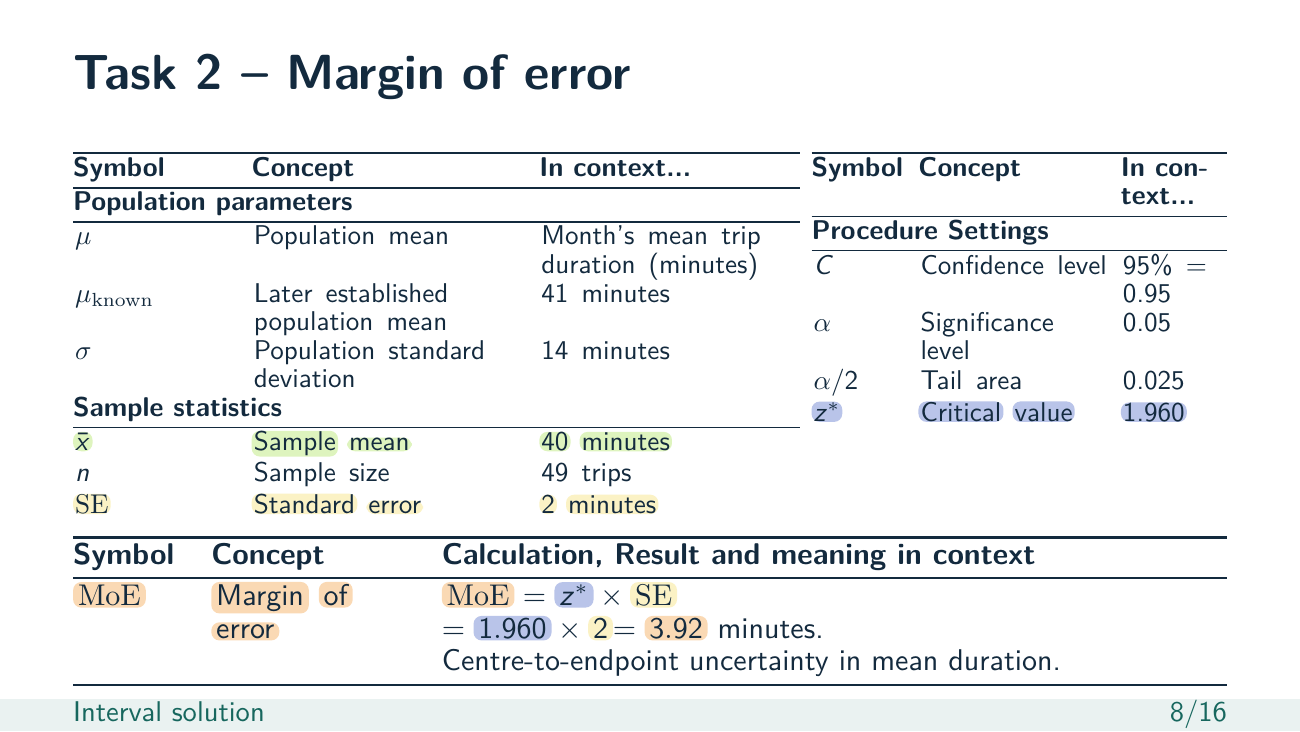 Task 2 – Margin of error
Symbol Concept In context...
Population parameters
μ Population mean Month's mean trip
duration (minutes)
μknown Later established 41 minutes
population mean
σ Population standard 14 minutes
deviation
Sample statistics
x̄ Sample mean 40 minutes
n Sample size 49 trips
SE Standard error 2 minutes
Symbol Concept In con-
text...
Procedure Settings
C Confidence level 95% =
0.95
α Significance 0.05
level
α/2 Tail area 0.025
z* Critical value 1.960
Symbol Concept Calculation, Result and meaning in context
MoE Margin of MoE = z* × SE
error = 1.960 × 2 = 3.92 minutes.
Centre-to-endpoint uncertainty in mean duration.
Interval solution 8/16